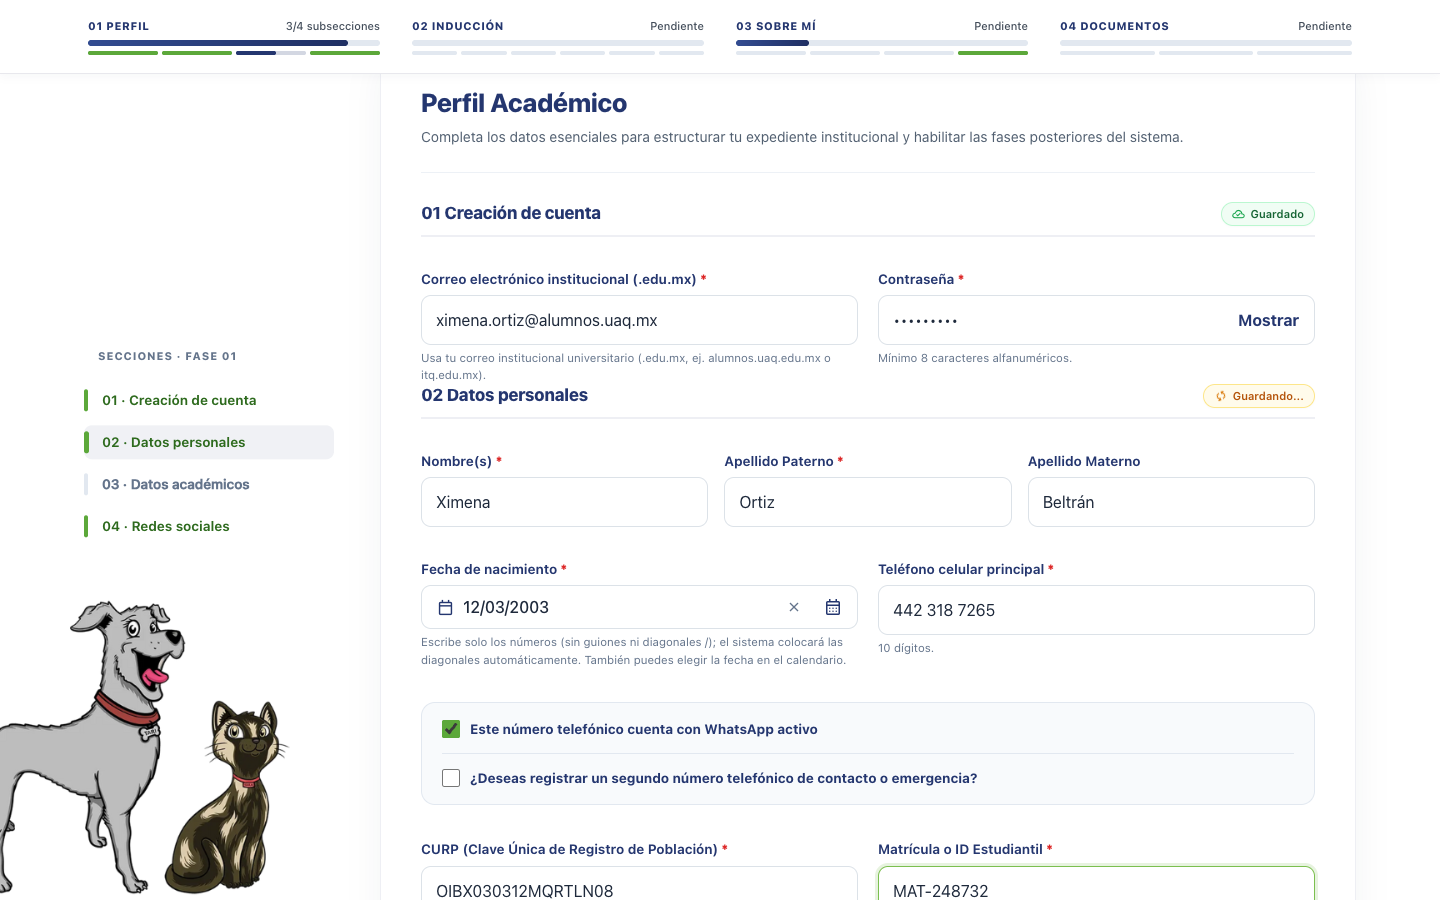 01 PERFIL
3/4 subsecciones
02 INDUCCIÓN
Pendiente
03 SOBRE MÍ
Pendiente
04 DOCUMENTOS
Pendiente
Perfil Académico
Completa los datos esenciales para estructurar tu expediente institucional y habilitar las fases posteriores del sistema.
01 Creación de cuenta
Guardado
Correo electrónico institucional (.edu.mx) *
Contraseña *
ximena.ortiz@alumnos.uaq.mx
•••••••••
Mostrar
Usa tu correo institucional universitario (.edu.mx, ej. alumnos.uaq.edu.mx o
itq.edu.mx).
Mínimo 8 caracteres alfanuméricos.
SECCIONES · FASE 01
01 · Creación de cuenta
02 · Datos personales
03 · Datos académicos
04 · Redes sociales
02 Datos personales
Guardando...
Nombre(s) *
Apellido Paterno *
Apellido Materno
Ximena
Ortiz
Beltrán
Fecha de nacimiento *
Teléfono celular principal *
12/03/2003
442 318 7265
Escribe solo los números (sin guiones ni diagonales /); el sistema colocará las
diagonales automáticamente. También puedes elegir la fecha en el calendario.
10 dígitos.
Este número telefónico cuenta con WhatsApp activo
¿Deseas registrar un segundo número telefónico de contacto o emergencia?
CURP (Clave Única de Registro de Población) *
Matrícula o ID Estudiantil *
OIBX030312MQRTLN08
MAT-248732